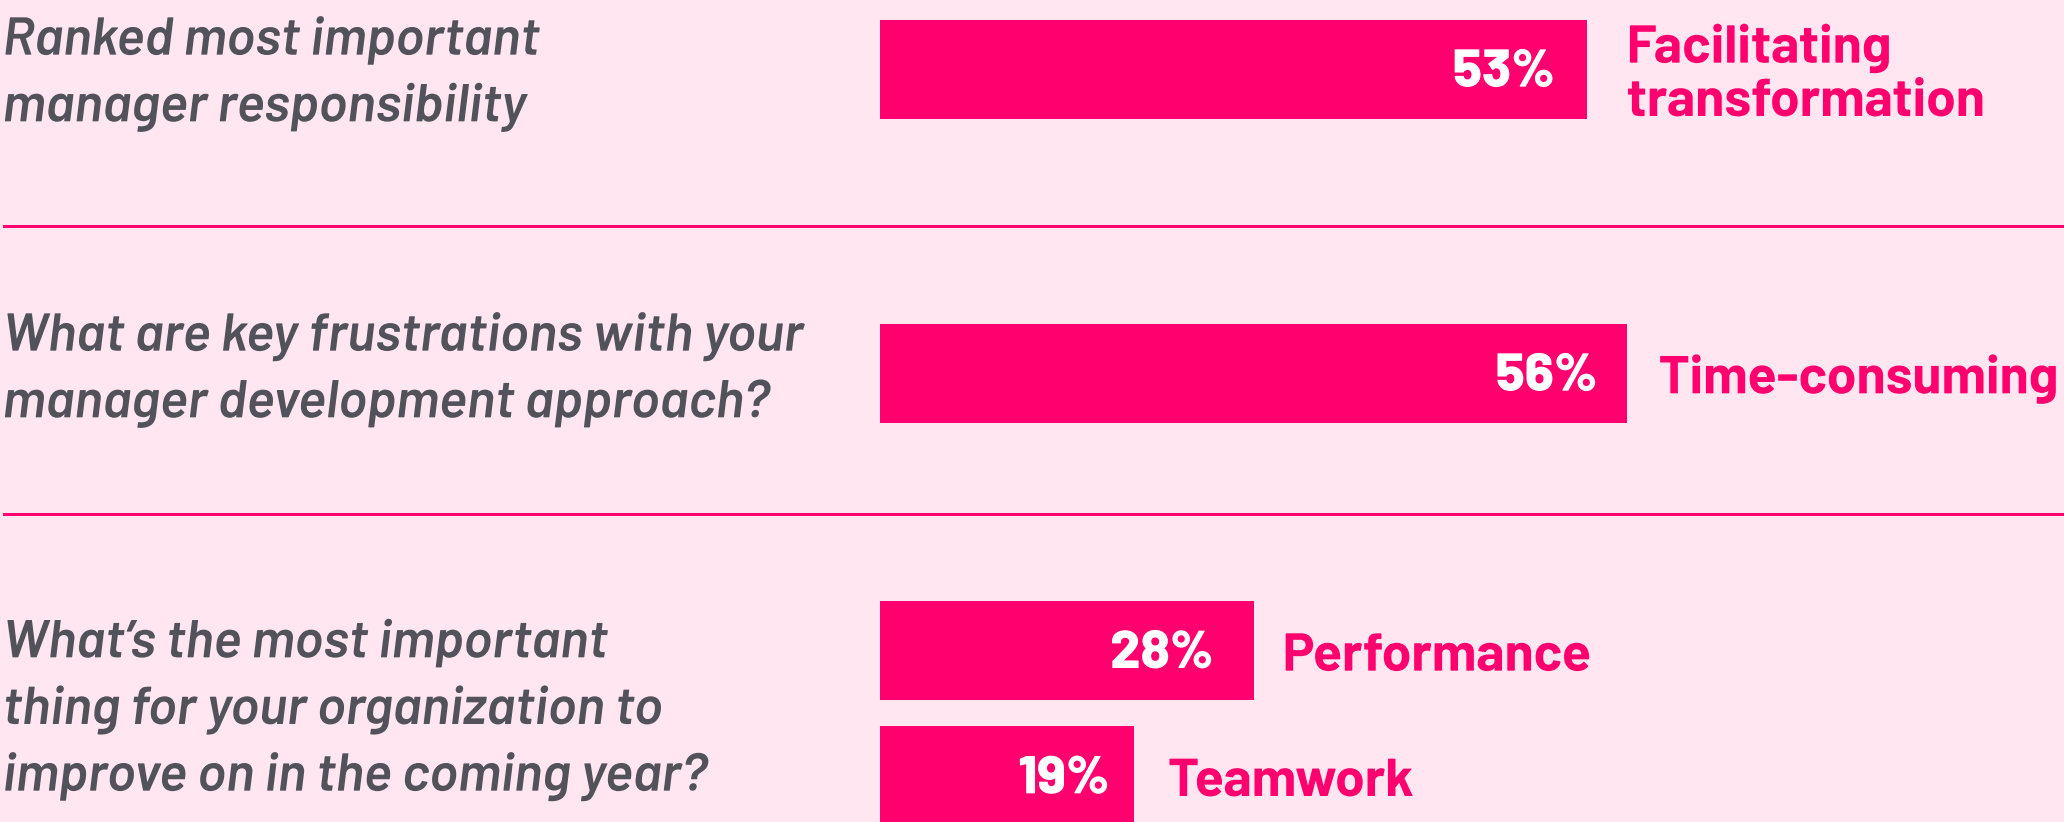 Ranked most important
manager responsibility
53%
Facilitating
transformation
What are key frustrations with your
manager development approach?
56%
Time-consuming
What’s the most important
thing for your organization to
improve on in the coming year?
28%
Performance
19%
Teamwork